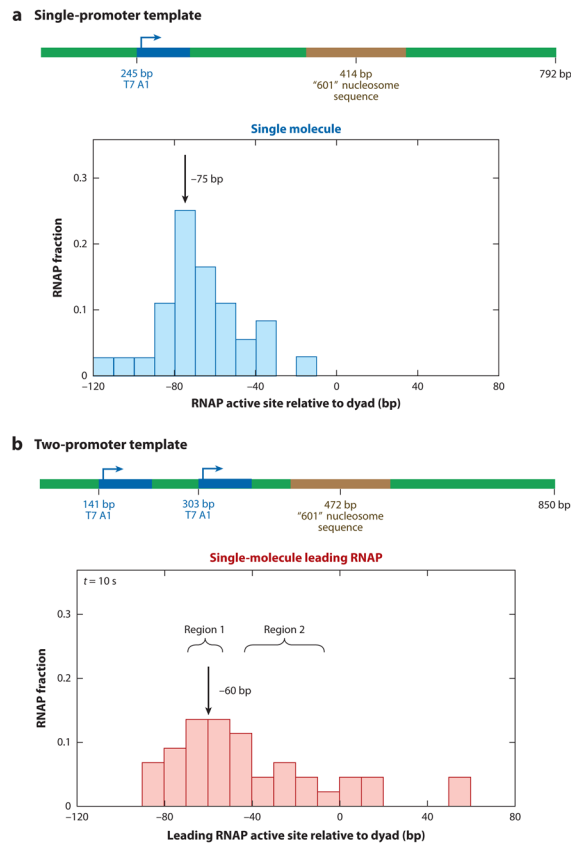 a Single-promoter template
245 bp
T7 A1
414 bp
"601" nucleosome
sequence
792 bp
Single molecule
RNAP fraction
0.3
0.2
0.1
0
–75 bp
–120
–80
–40
0
40
80
RNAP active site relative to dyad (bp)
b Two-promoter template
141 bp
T7 A1
303 bp
T7 A1
472 bp
"601" nucleosome
sequence
850 bp
Single-molecule leading RNAP
t = 10 s
RNAP fraction
0.3
0.2
0.1
0
Region 1
Region 2
–60 bp
–120
–80
–40
0
40
80
Leading RNAP active site relative to dyad (bp)